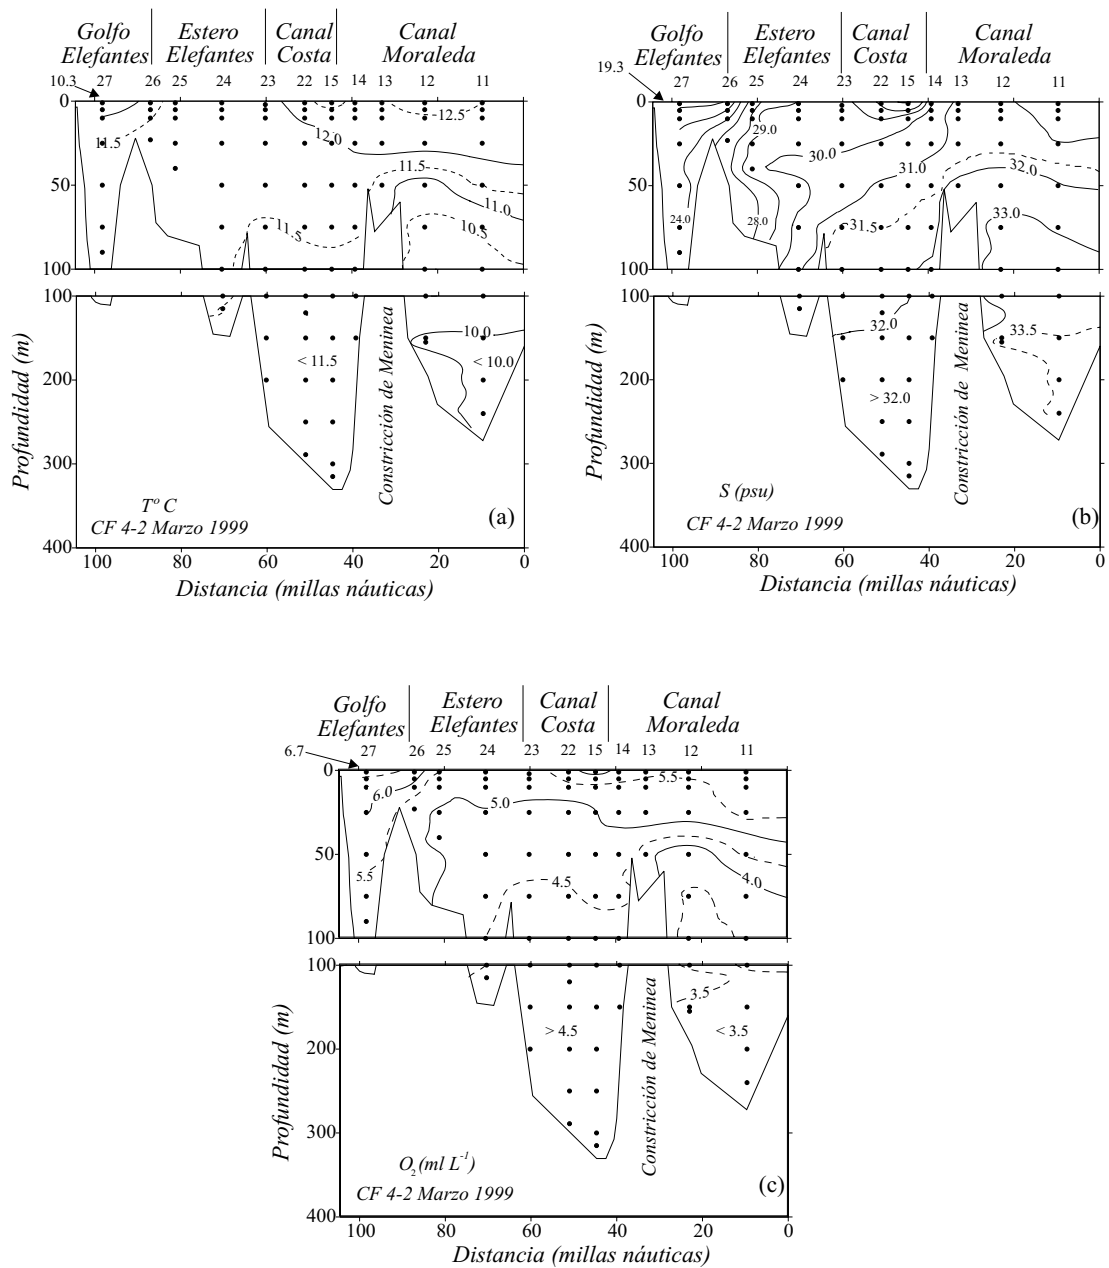 Golfo Elefantes
Estero Elefantes
Canal Costa
Canal Moraleda
10.3 27 26 25 24 23 22 15 14 13 12 11
0
12.5
12.0
11.5
11.5
50
11.0
11.5
10.5
100
100
10.0
< 11.5
< 10.0
200
300
400
Profundidad (m)
Constricción de Meninea
Tº C
CF 4-2 Marzo 1999
(a)
100 80 60 40 20 0
Distancia (millas náuticas)
Golfo Elefantes
Estero Elefantes
Canal Costa
Canal Moraleda
19.3 27 26 25 24 23 22 15 14 13 12 11
0
29.0
30.0
31.0
32.0
50
24.0
28.0
31.5
33.0
100
100
32.0
33.5
> 32.0
200
300
400
Profundidad (m)
Constricción de Meninea
S (psu)
CF 4-2 Marzo 1999
(b)
100 80 60 40 20 0
Distancia (millas náuticas)
Golfo Elefantes
Estero Elefantes
Canal Costa
Canal Moraleda
6.7 27 26 25 24 23 22 15 14 13 12 11
0
5.5
6.0
5.0
50
5.5
4.5
4.0
100
100
3.5
> 4.5
< 3.5
200
300
400
Profundidad (m)
Constricción de Meninea
O₂(ml L⁻¹)
CF 4-2 Marzo 1999
(c)
100 80 60 40 20 0
Distancia (millas náuticas)